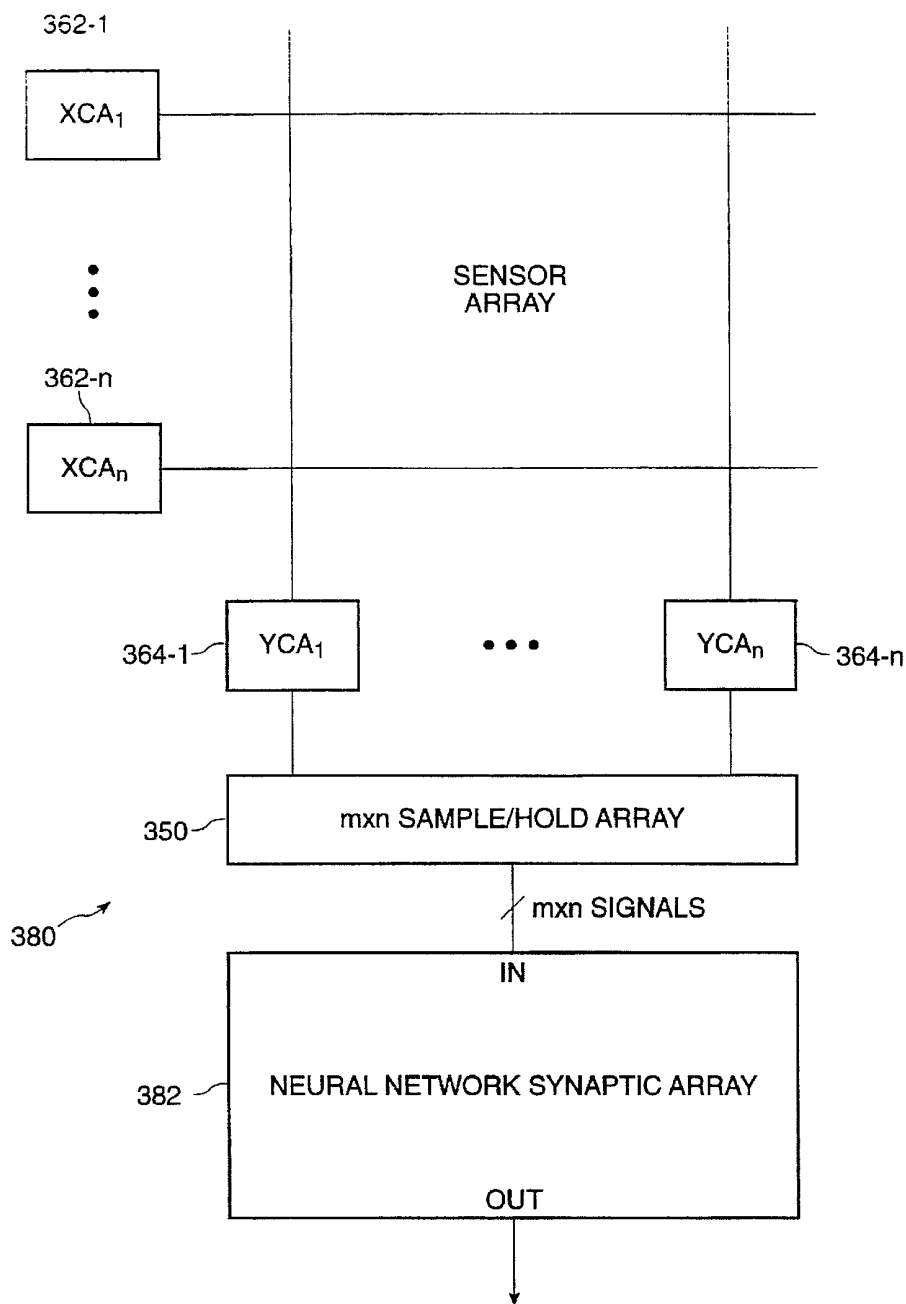 362-1
XCA₁
SENSOR
ARRAY
362-n
XCAₙ
364-1
YCA₁
YCAₙ
364-n
350
mxn SAMPLE/HOLD ARRAY
mxn SIGNALS
380
IN
382
NEURAL NETWORK SYNAPTIC ARRAY
OUT